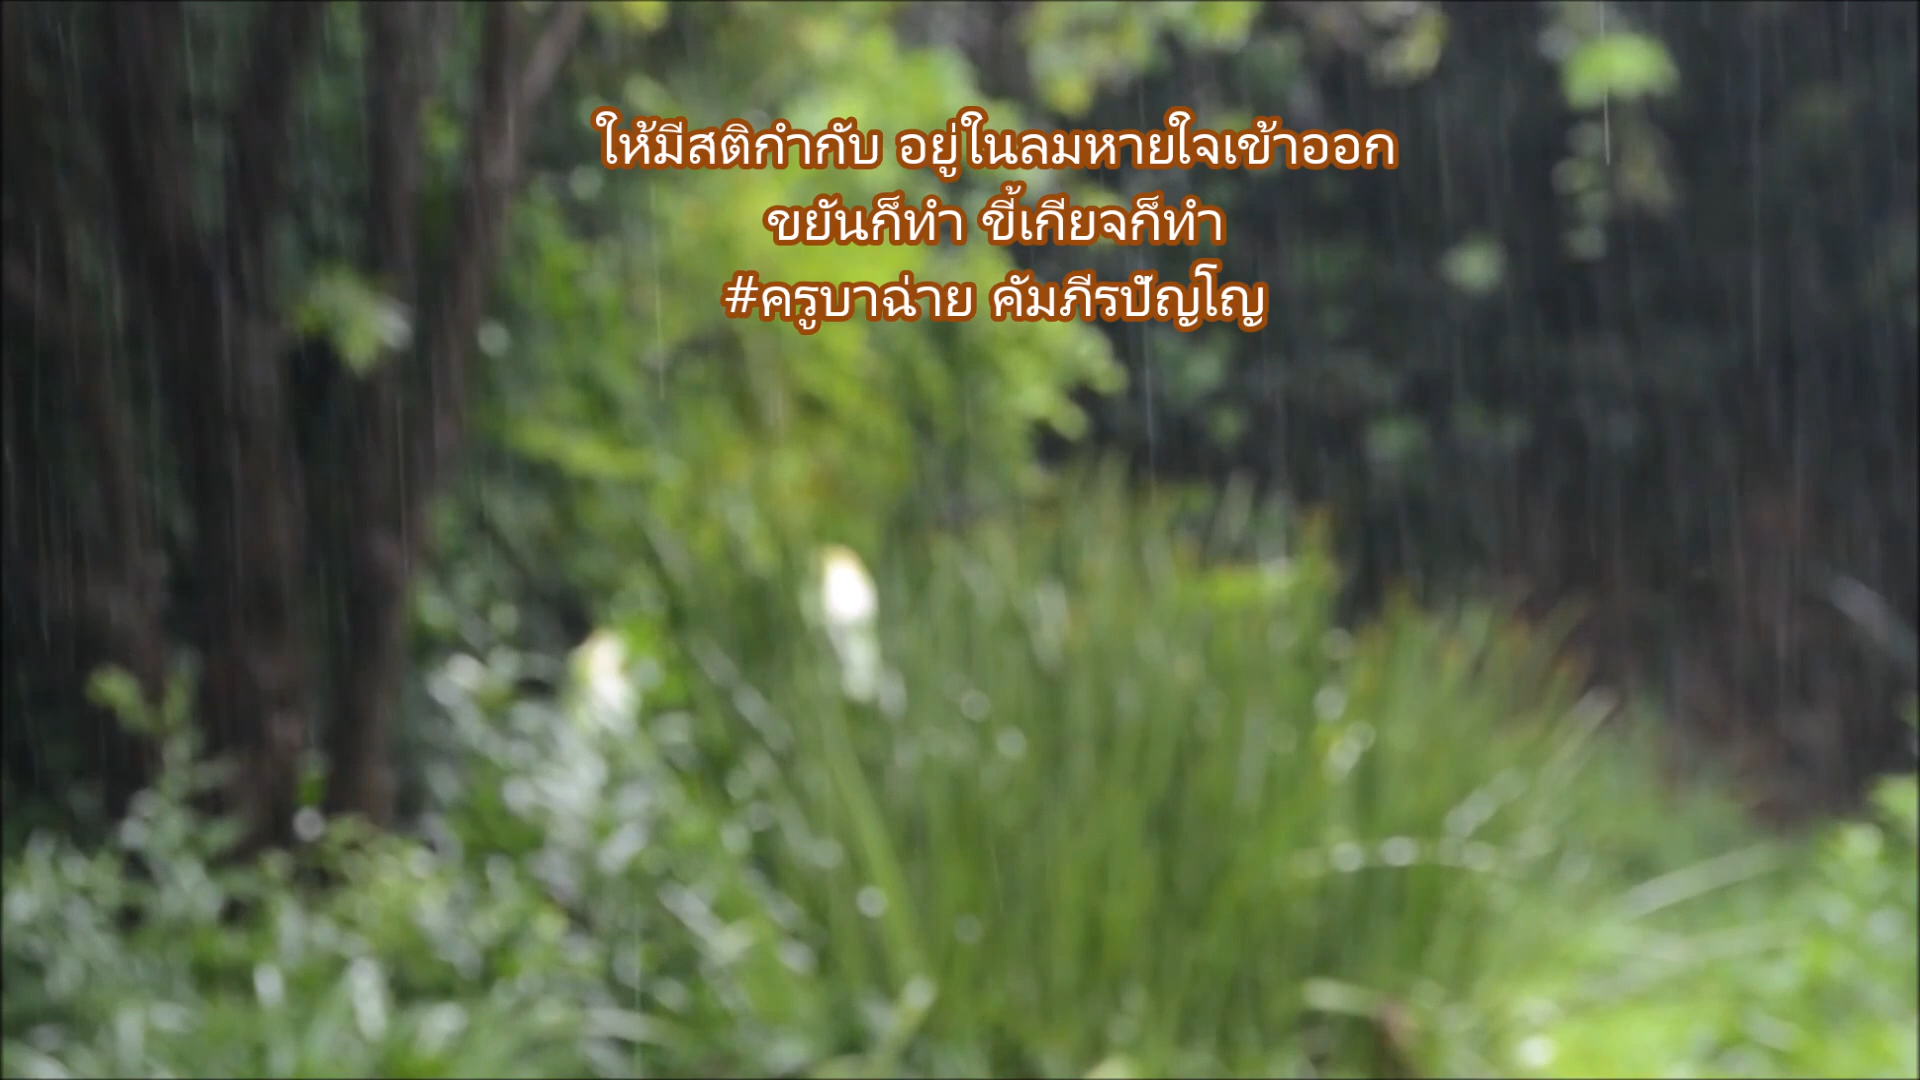 ให้มีสติกำกับ อยู่ในลมหายใจเข้าออก
ขยันก็ทำ ขี้เกียจก็ทำ
#ครูบาฉ่าย คัมภีรปัญโญ